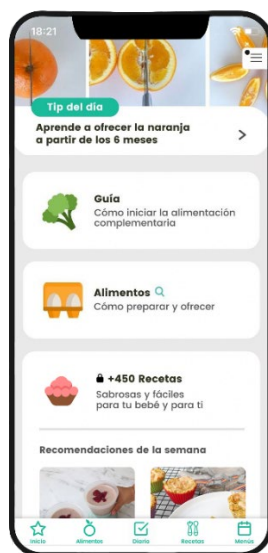 18:21
Tip del día
Aprende a ofrecer la naranja
a partir de los 6 meses
Guía
Cómo iniciar la alimentación
complementaria
Alimentos
Cómo preparar y ofrecer
+450 Recetas
Sabrosas y fáciles
para tu bebé y para ti
Recomendaciones de la semana
Inicio
Alimentos
Diario
Recetas
Menús